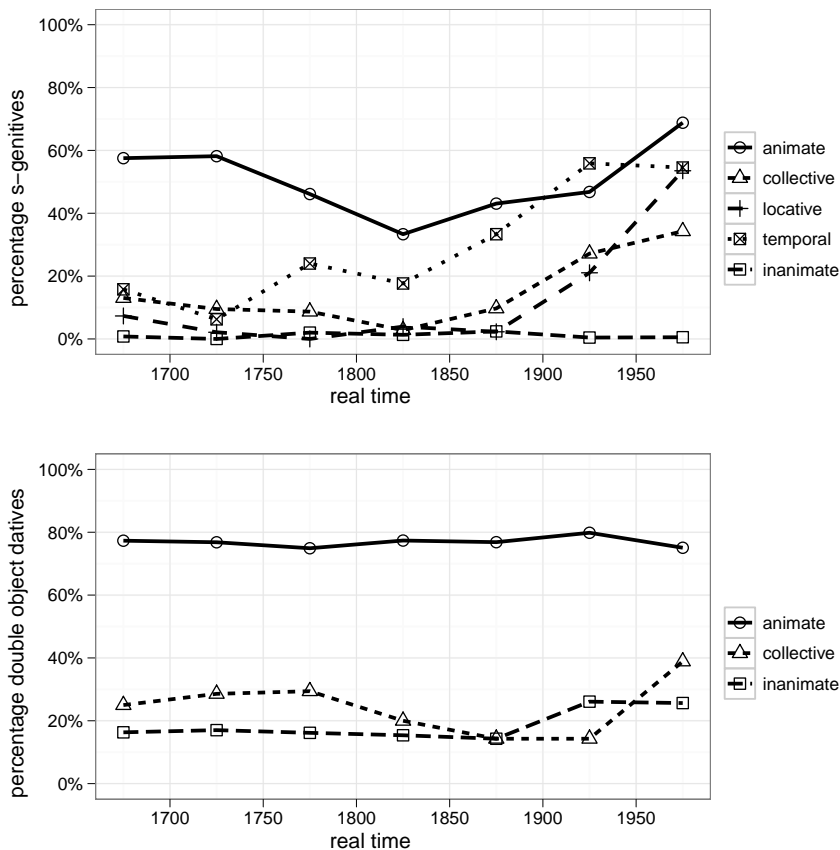 percentage s−genitives
100%
80%
60%
40%
20%
0%
1700 1750 1800 1850 1900 1950
real time
animate
collective
locative
temporal
inanimate
percentage double object datives
100%
80%
60%
40%
20%
0%
1700 1750 1800 1850 1900 1950
real time
animate
collective
inanimate